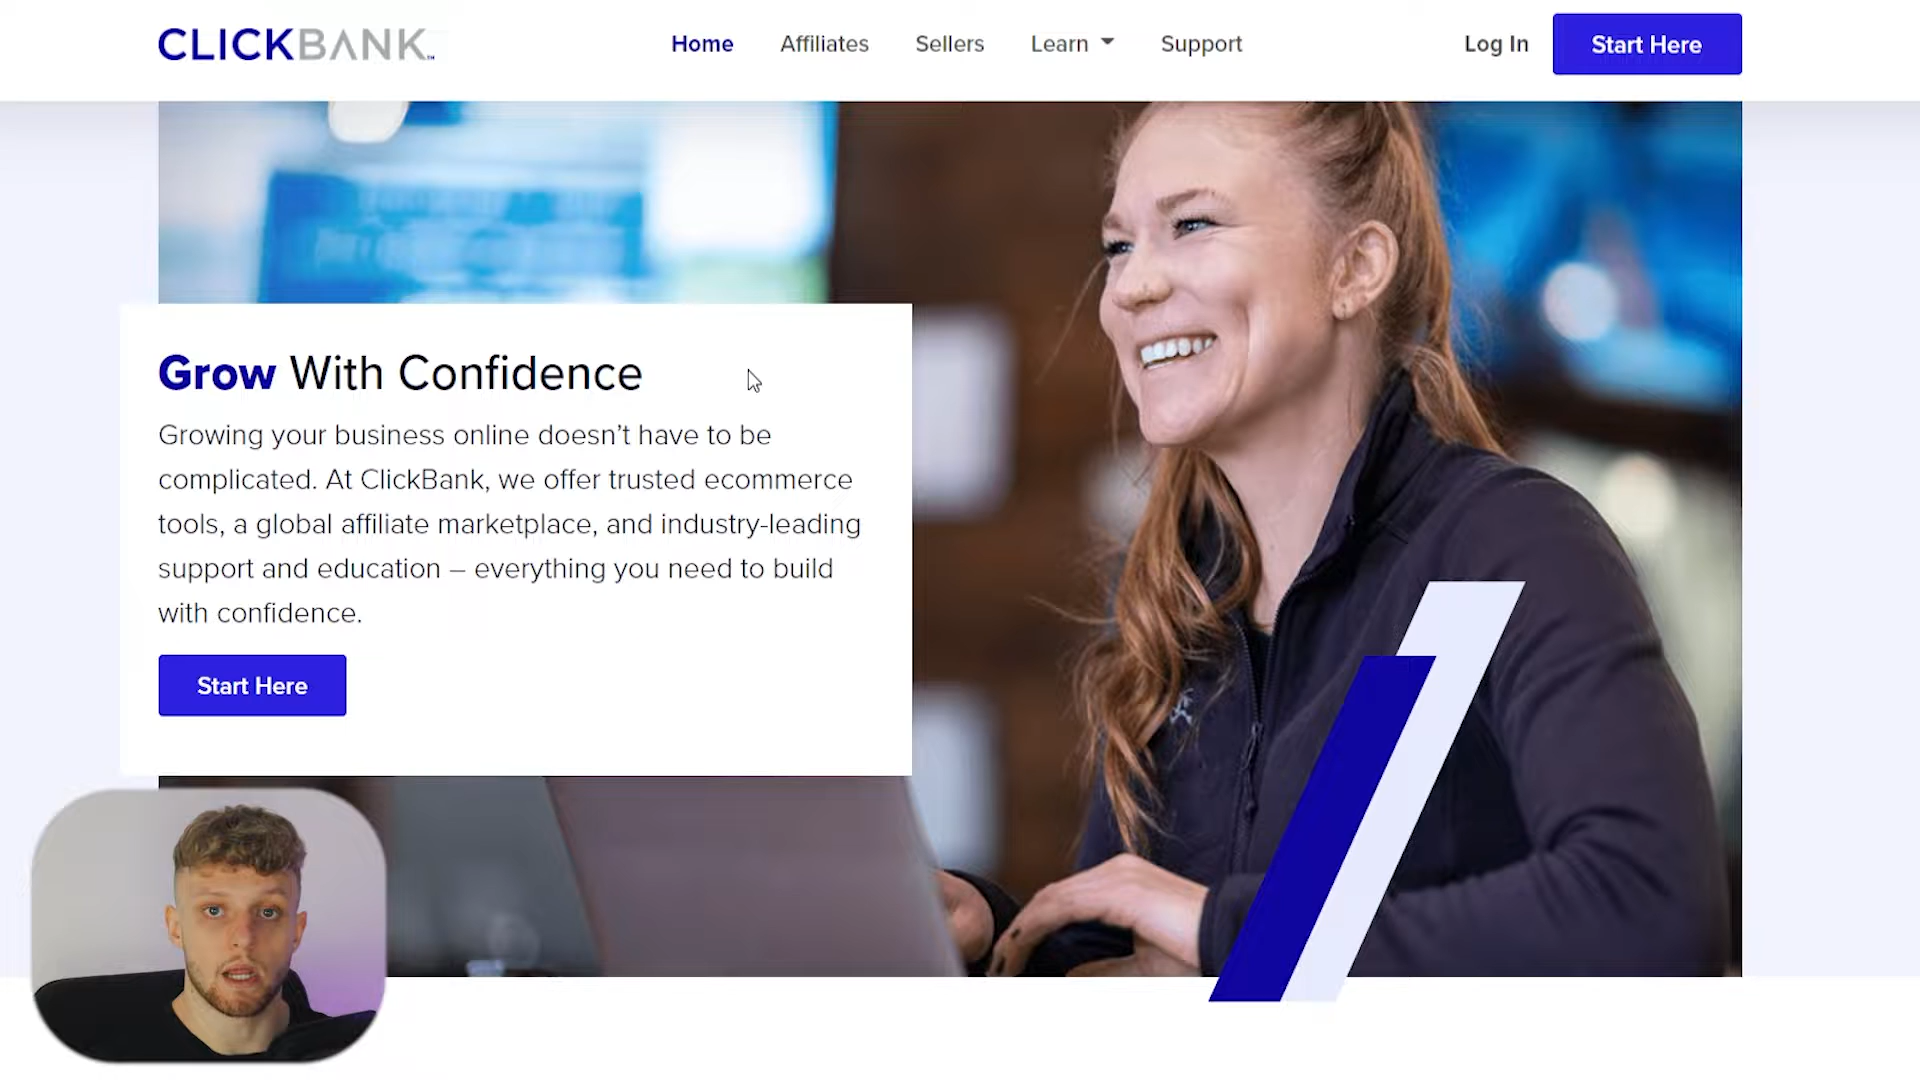 CLICKBANK
Home Affiliates Sellers Learn Support Log In Start Here
Grow With Confidence
Growing your business online doesn't have to be
complicated. At ClickBank, we offer trusted ecommerce
tools, a global affiliate marketplace, and industry-leading
support and education – everything you need to build
with confidence.
Start Here